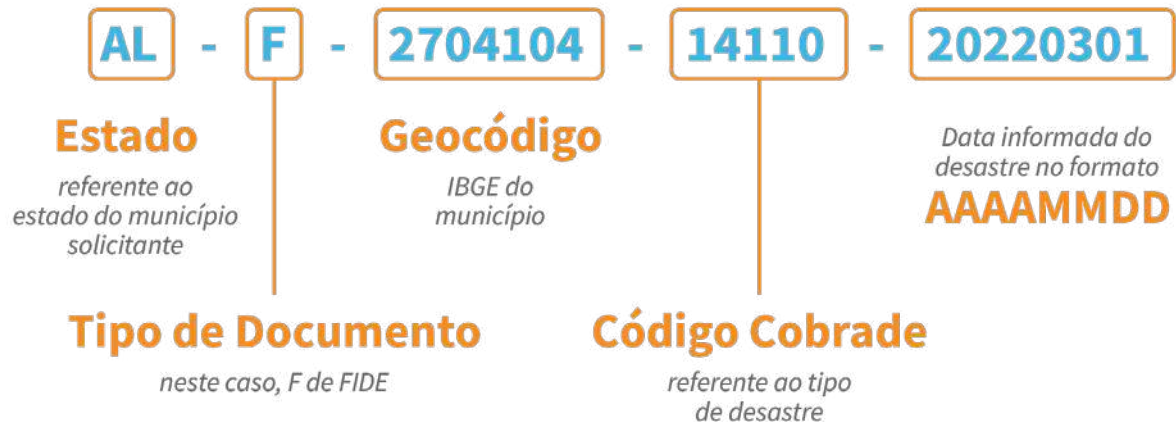 AL - F - 2704104 - 14110 - 20220301
Estado
referente ao
estado do município
solicitante
Geocódigo
IBGE do
município
Data informada do
desastre no formato
AAAAMMDD
Tipo de Documento
neste caso, F de FIDE
Código Cobrade
referente ao tipo
de desastre